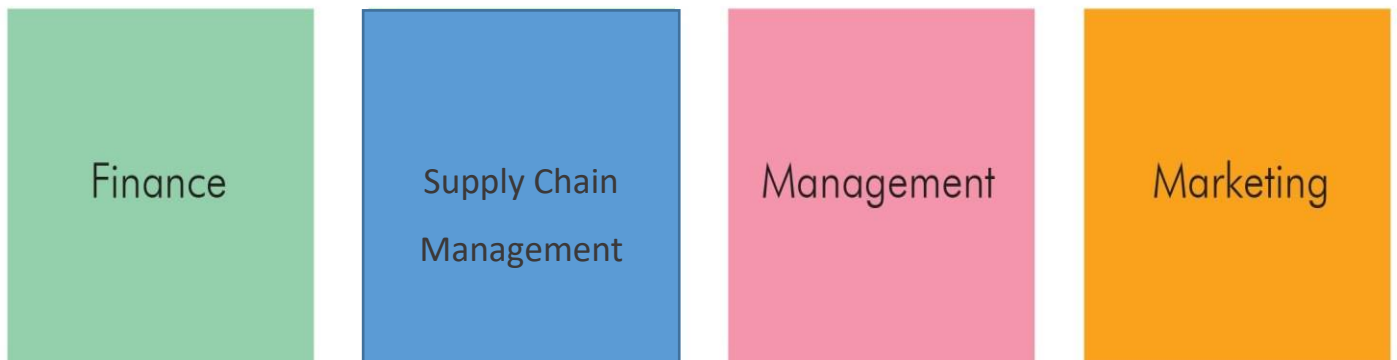 Finance
Supply Chain
Management
Management
Marketing